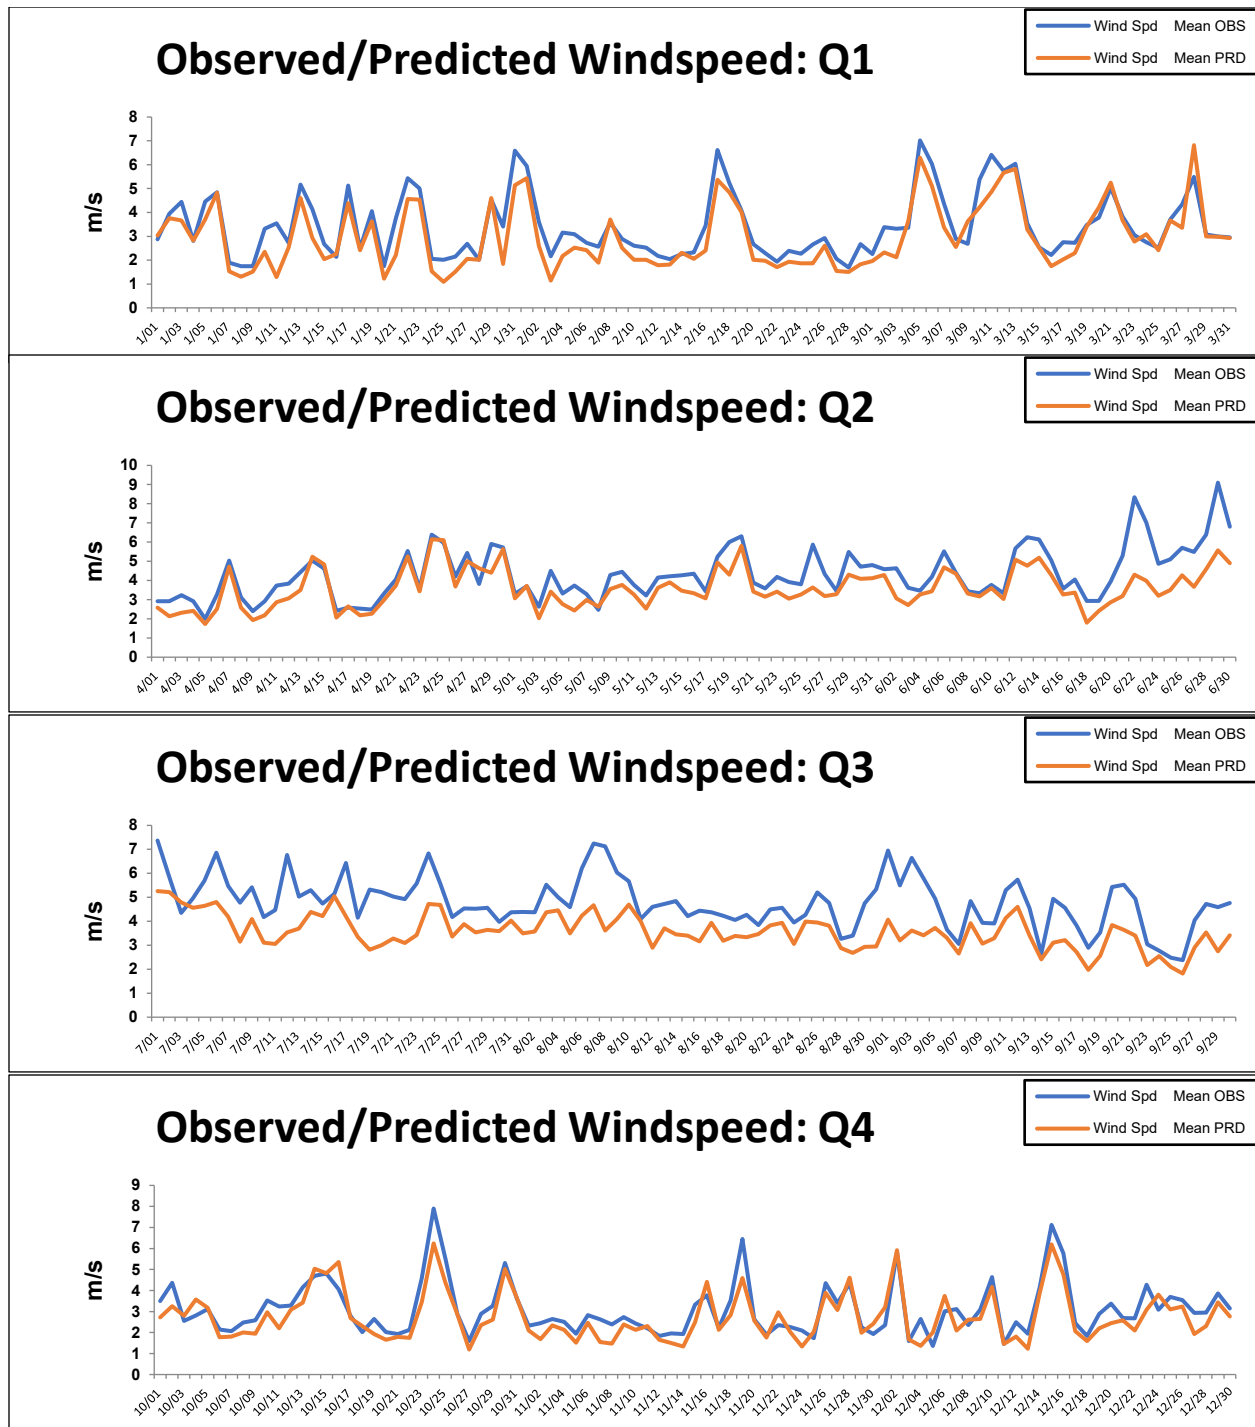 Wind Spd Mean OBS
Wind Spd Mean PRD
Observed/Predicted Windspeed: Q1
m/s
8
7
6
5
4
3
2
1
0
1/01 1/03 1/05 1/07 1/09 1/11 1/13 1/15 1/17 1/19 1/21 1/23 1/25 1/27 1/29 1/31 2/02 2/04 2/06 2/08 2/10 2/12 2/14 2/16 2/18 2/20 2/22 2/24 2/26 2/28 3/01 3/03 3/05 3/07 3/09 3/11 3/13 3/15 3/17 3/19 3/21 3/23 3/25 3/27 3/29 3/31
Wind Spd Mean OBS
Wind Spd Mean PRD
Observed/Predicted Windspeed: Q2
m/s
10
9
8
7
6
5
4
3
2
1
0
4/01 4/03 4/05 4/07 4/09 4/11 4/13 4/15 4/17 4/19 4/21 4/23 4/25 4/27 4/29 5/01 5/03 5/05 5/07 5/09 5/11 5/13 5/15 5/17 5/19 5/21 5/23 5/25 5/27 5/29 5/31 6/02 6/04 6/06 6/08 6/10 6/12 6/14 6/16 6/18 6/20 6/22 6/24 6/26 6/28 6/30
Wind Spd Mean OBS
Wind Spd Mean PRD
Observed/Predicted Windspeed: Q3
m/s
8
7
6
5
4
3
2
1
0
7/01 7/03 7/05 7/07 7/09 7/11 7/13 7/15 7/17 7/19 7/21 7/23 7/25 7/27 7/29 7/31 8/02 8/04 8/06 8/08 8/10 8/12 8/14 8/16 8/18 8/20 8/22 8/24 8/26 8/28 8/30 9/01 9/03 9/05 9/07 9/09 9/11 9/13 9/15 9/17 9/19 9/21 9/23 9/25 9/27 9/29
Wind Spd Mean OBS
Wind Spd Mean PRD
Observed/Predicted Windspeed: Q4
m/s
9
8
7
6
5
4
3
2
1
0
10/01 10/03 10/05 10/07 10/09 10/11 10/13 10/15 10/17 10/19 10/21 10/23 10/25 10/27 10/29 10/31 11/02 11/04 11/06 11/08 11/10 11/12 11/14 11/16 11/18 11/20 11/22 11/24 11/26 11/28 11/30 12/02 12/04 12/06 12/08 12/10 12/12 12/14 12/16 12/18 12/20 12/22 12/24 12/26 12/28 12/30